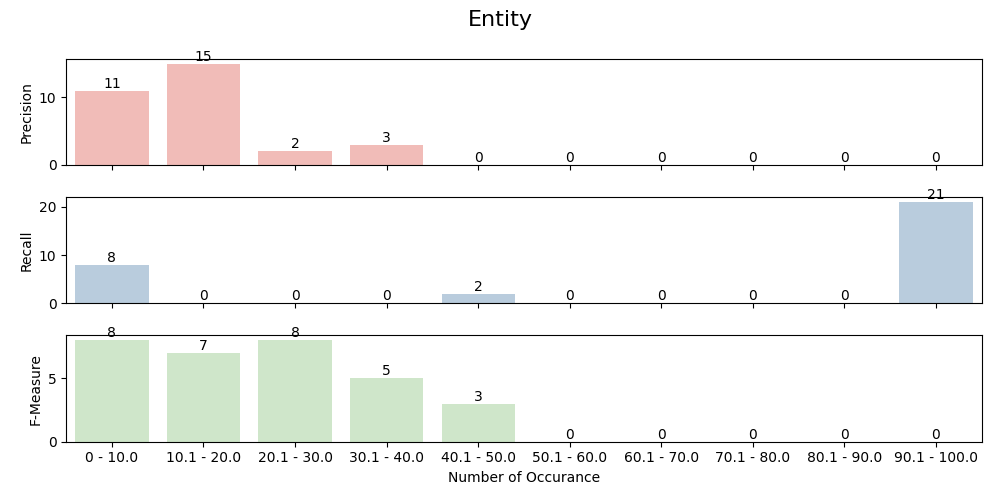 Entity
Precision
10
0
11 15 2 3 0 0 0 0 0 0
Recall
20
10
0
8 0 0 0 2 0 0 0 0 21
F-Measure
5
0
8 7 8 5 3 0 0 0 0 0
0 - 10.0 10.1 - 20.0 20.1 - 30.0 30.1 - 40.0 40.1 - 50.0 50.1 - 60.0 60.1 - 70.0 70.1 - 80.0 80.1 - 90.0 90.1 - 100.0
Number of Occurance